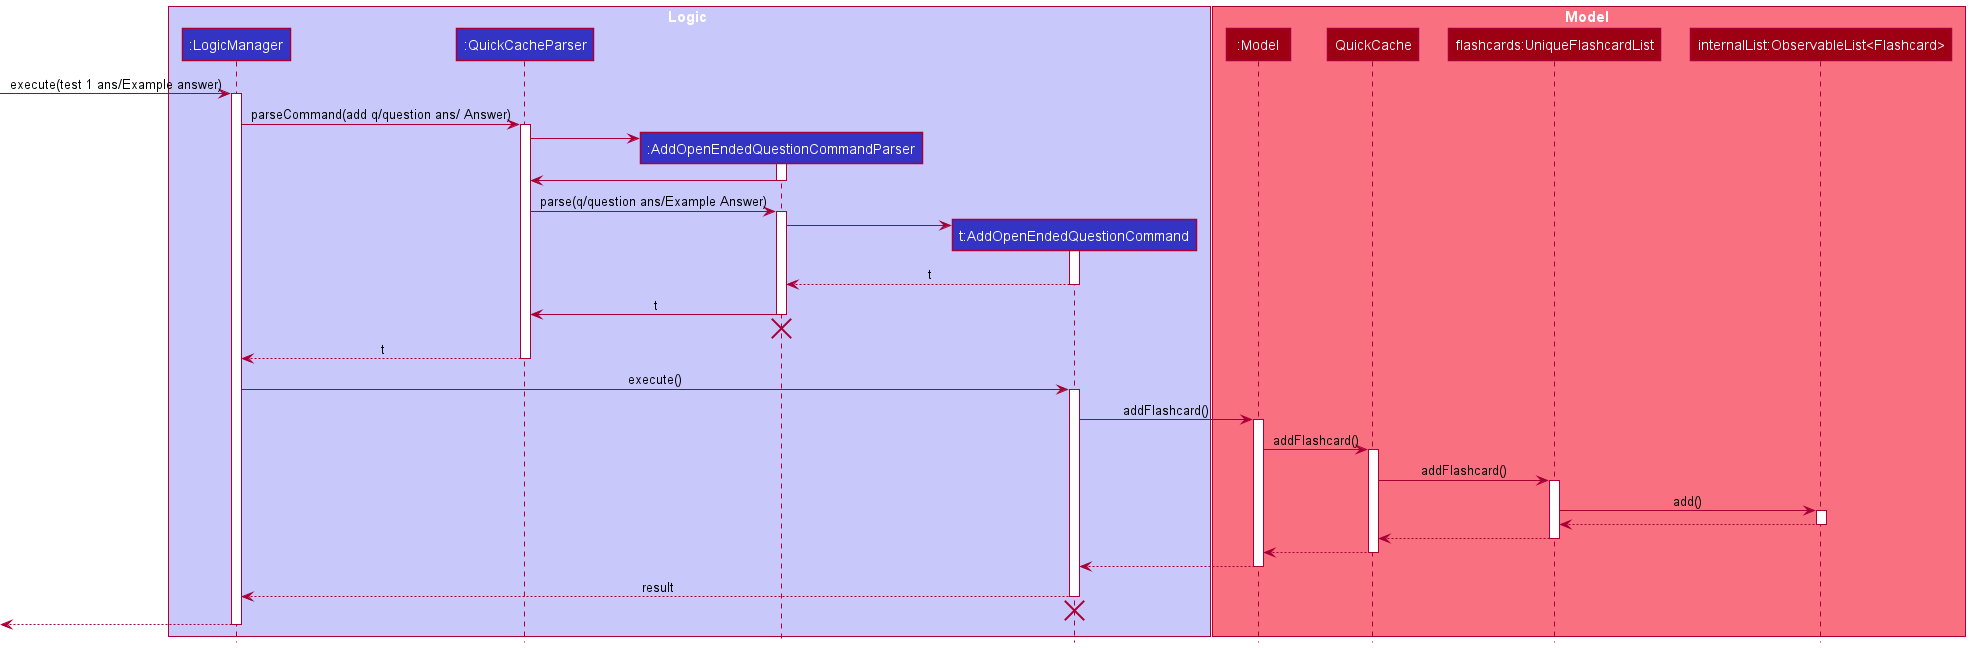 Logic
Model
:LogicManager
:QuickCacheParser
:Model
QuickCache
flashcards:UniqueFlashcardList
internalList:ObservableList<Flashcard>
execute(test 1 ans/Example answer)
parseCommand(add q/question ans/ Answer)
:AddOpenEndedQuestionCommandParser
parse(q/question ans/Example Answer)
t:AddOpenEndedQuestionCommand
t
t
t
execute()
addFlashcard()
addFlashcard()
addFlashcard()
add()
result